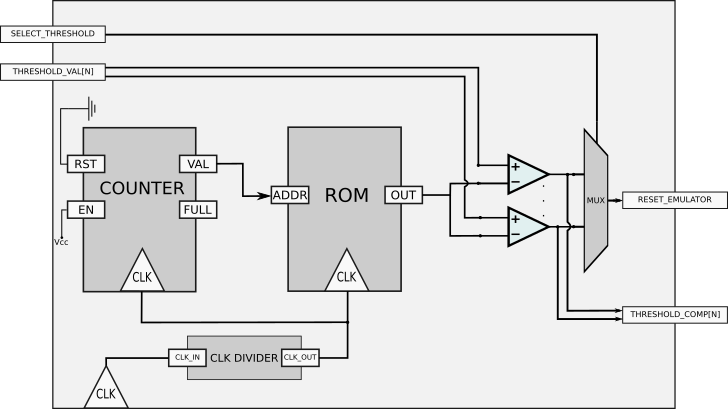 SELECT_THRESHOLD
THRESHOLD_VAL[N]
RST
VAL
COUNTER
EN
FULL
Vcc
CLK
ADDR
ROM
OUT
CLK
+
−
+
−
MUX
RESET_EMULATOR
THRESHOLD_COMP[N]
CLK_IN
CLK DIVIDER
CLK_OUT
CLK